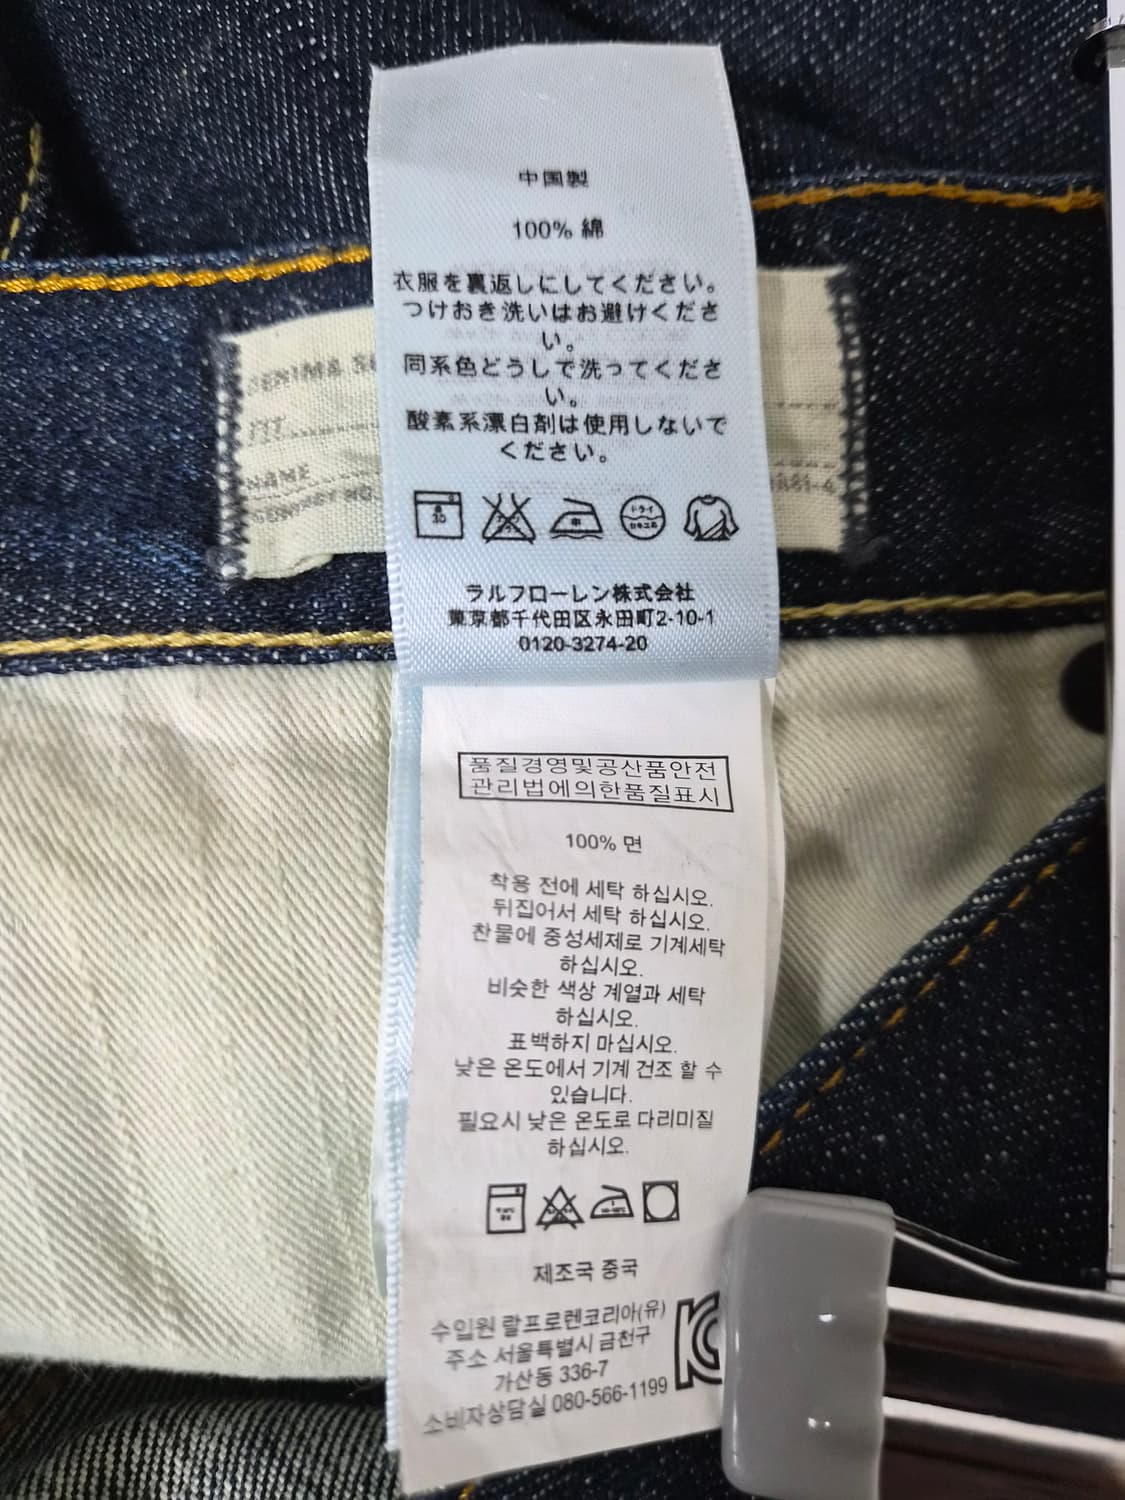 中国製
100% 綿
衣服を裏返しにしてください。
つけおき洗いはお避けくださ
い。
同系色どうしで洗ってくださ
い。
酸素系漂白剤は使用しないで
ください。
30
中
ドライ
セキユ系
ラルフローレン株式会社
東京都千代田区永田町2-10-1
0120-3274-20
FIT
NAME
품질경영및공산품안전
관리법에의한품질표시
100% 면
착용 전에 세탁 하십시오.
뒤집어서 세탁 하십시오.
찬물에 중성세제로 기계세탁
하십시오.
비슷한 색상 계열과 세탁
하십시오.
표백하지 마십시오.
낮은 온도에서 기계 건조 할 수
있습니다.
필요시 낮은 온도로 다리미질
하십시오.
제조국 중국
수입원 랄프로렌코리아(유)
주소 서울특별시 금천구
가산동 336-7
소비자상담실 080-566-1199